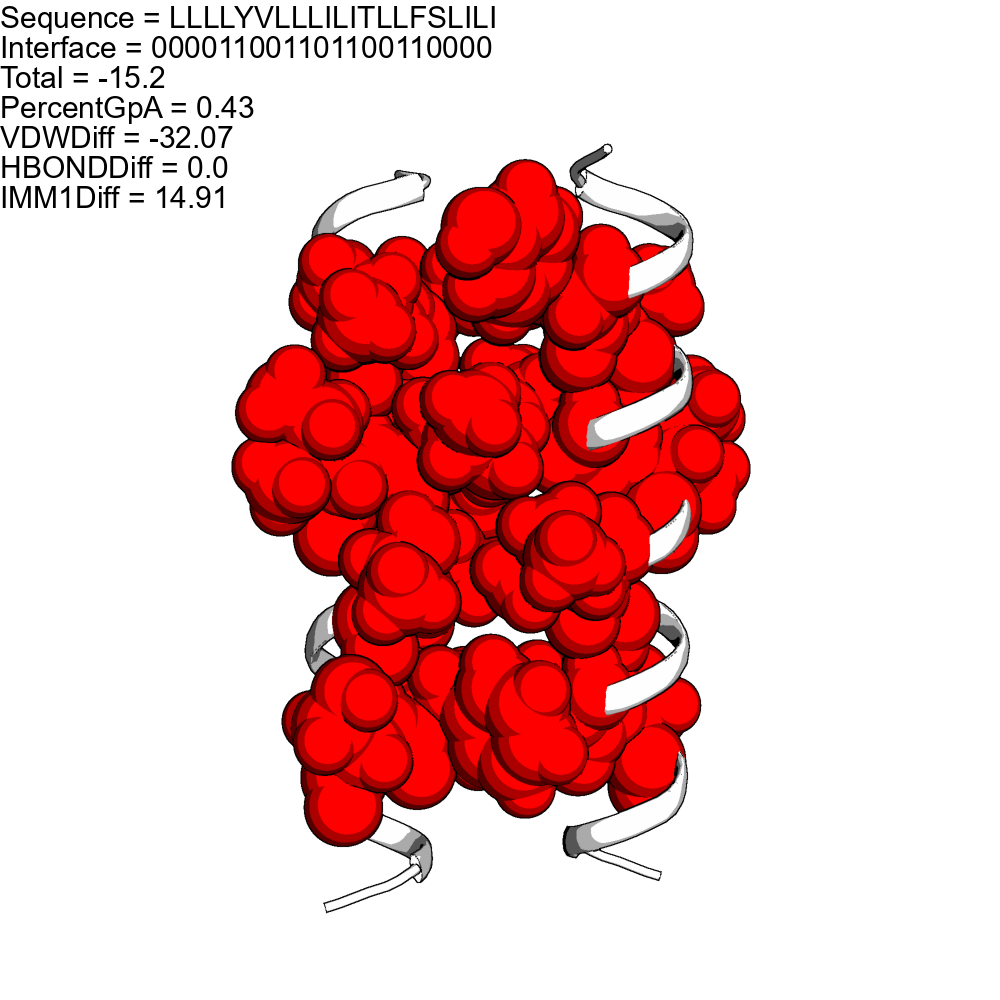 Sequence = LLLLYVLLLILITLLFSLILI
Interface = 000011001101100110000
Total = -15.2
PercentGpA = 0.43
VDWDiff = -32.07
HBONDDiff = 0.0
IMM1Diff = 14.91